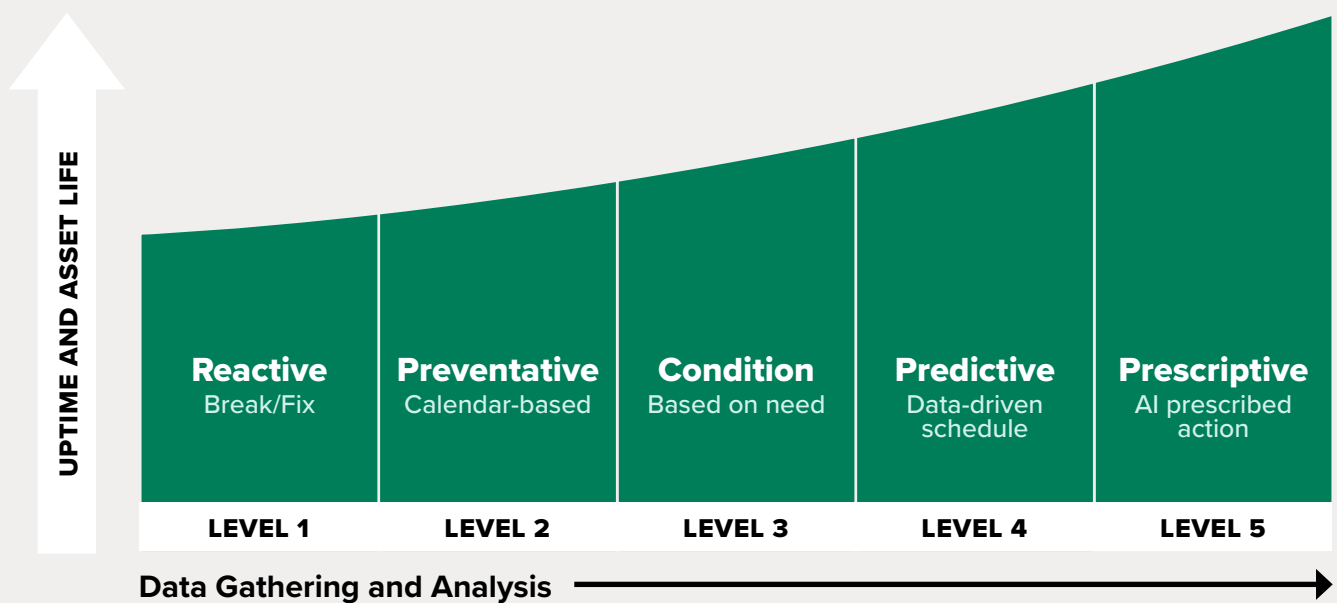 UPTIME AND ASSET LIFE
Reactive
Break/Fix
Preventative
Calendar-based
Condition
Based on need
Predictive
Data-driven
schedule
Prescriptive
AI prescribed
action
LEVEL 1
LEVEL 2
LEVEL 3
LEVEL 4
LEVEL 5
Data Gathering and Analysis